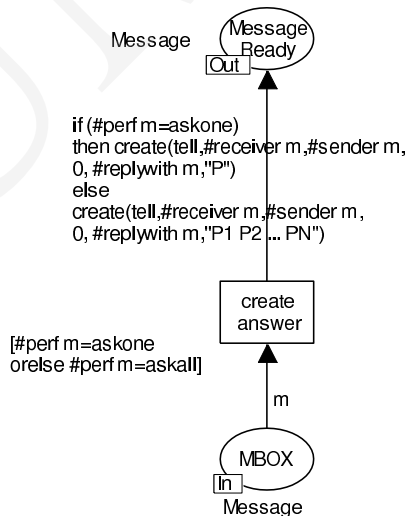 Message
Message
Ready
Out
if (#perf m=askone)
then create(tell,#receiver m,#sender m,
0, #replywith m,"P")
else
create(tell,#receiver m,#sender m,
0, #replywith m,"P1 P2 ... PN")
create
answer
[#perf m=askone
orelse #perf m=askall]
m
MBOX
In
Message